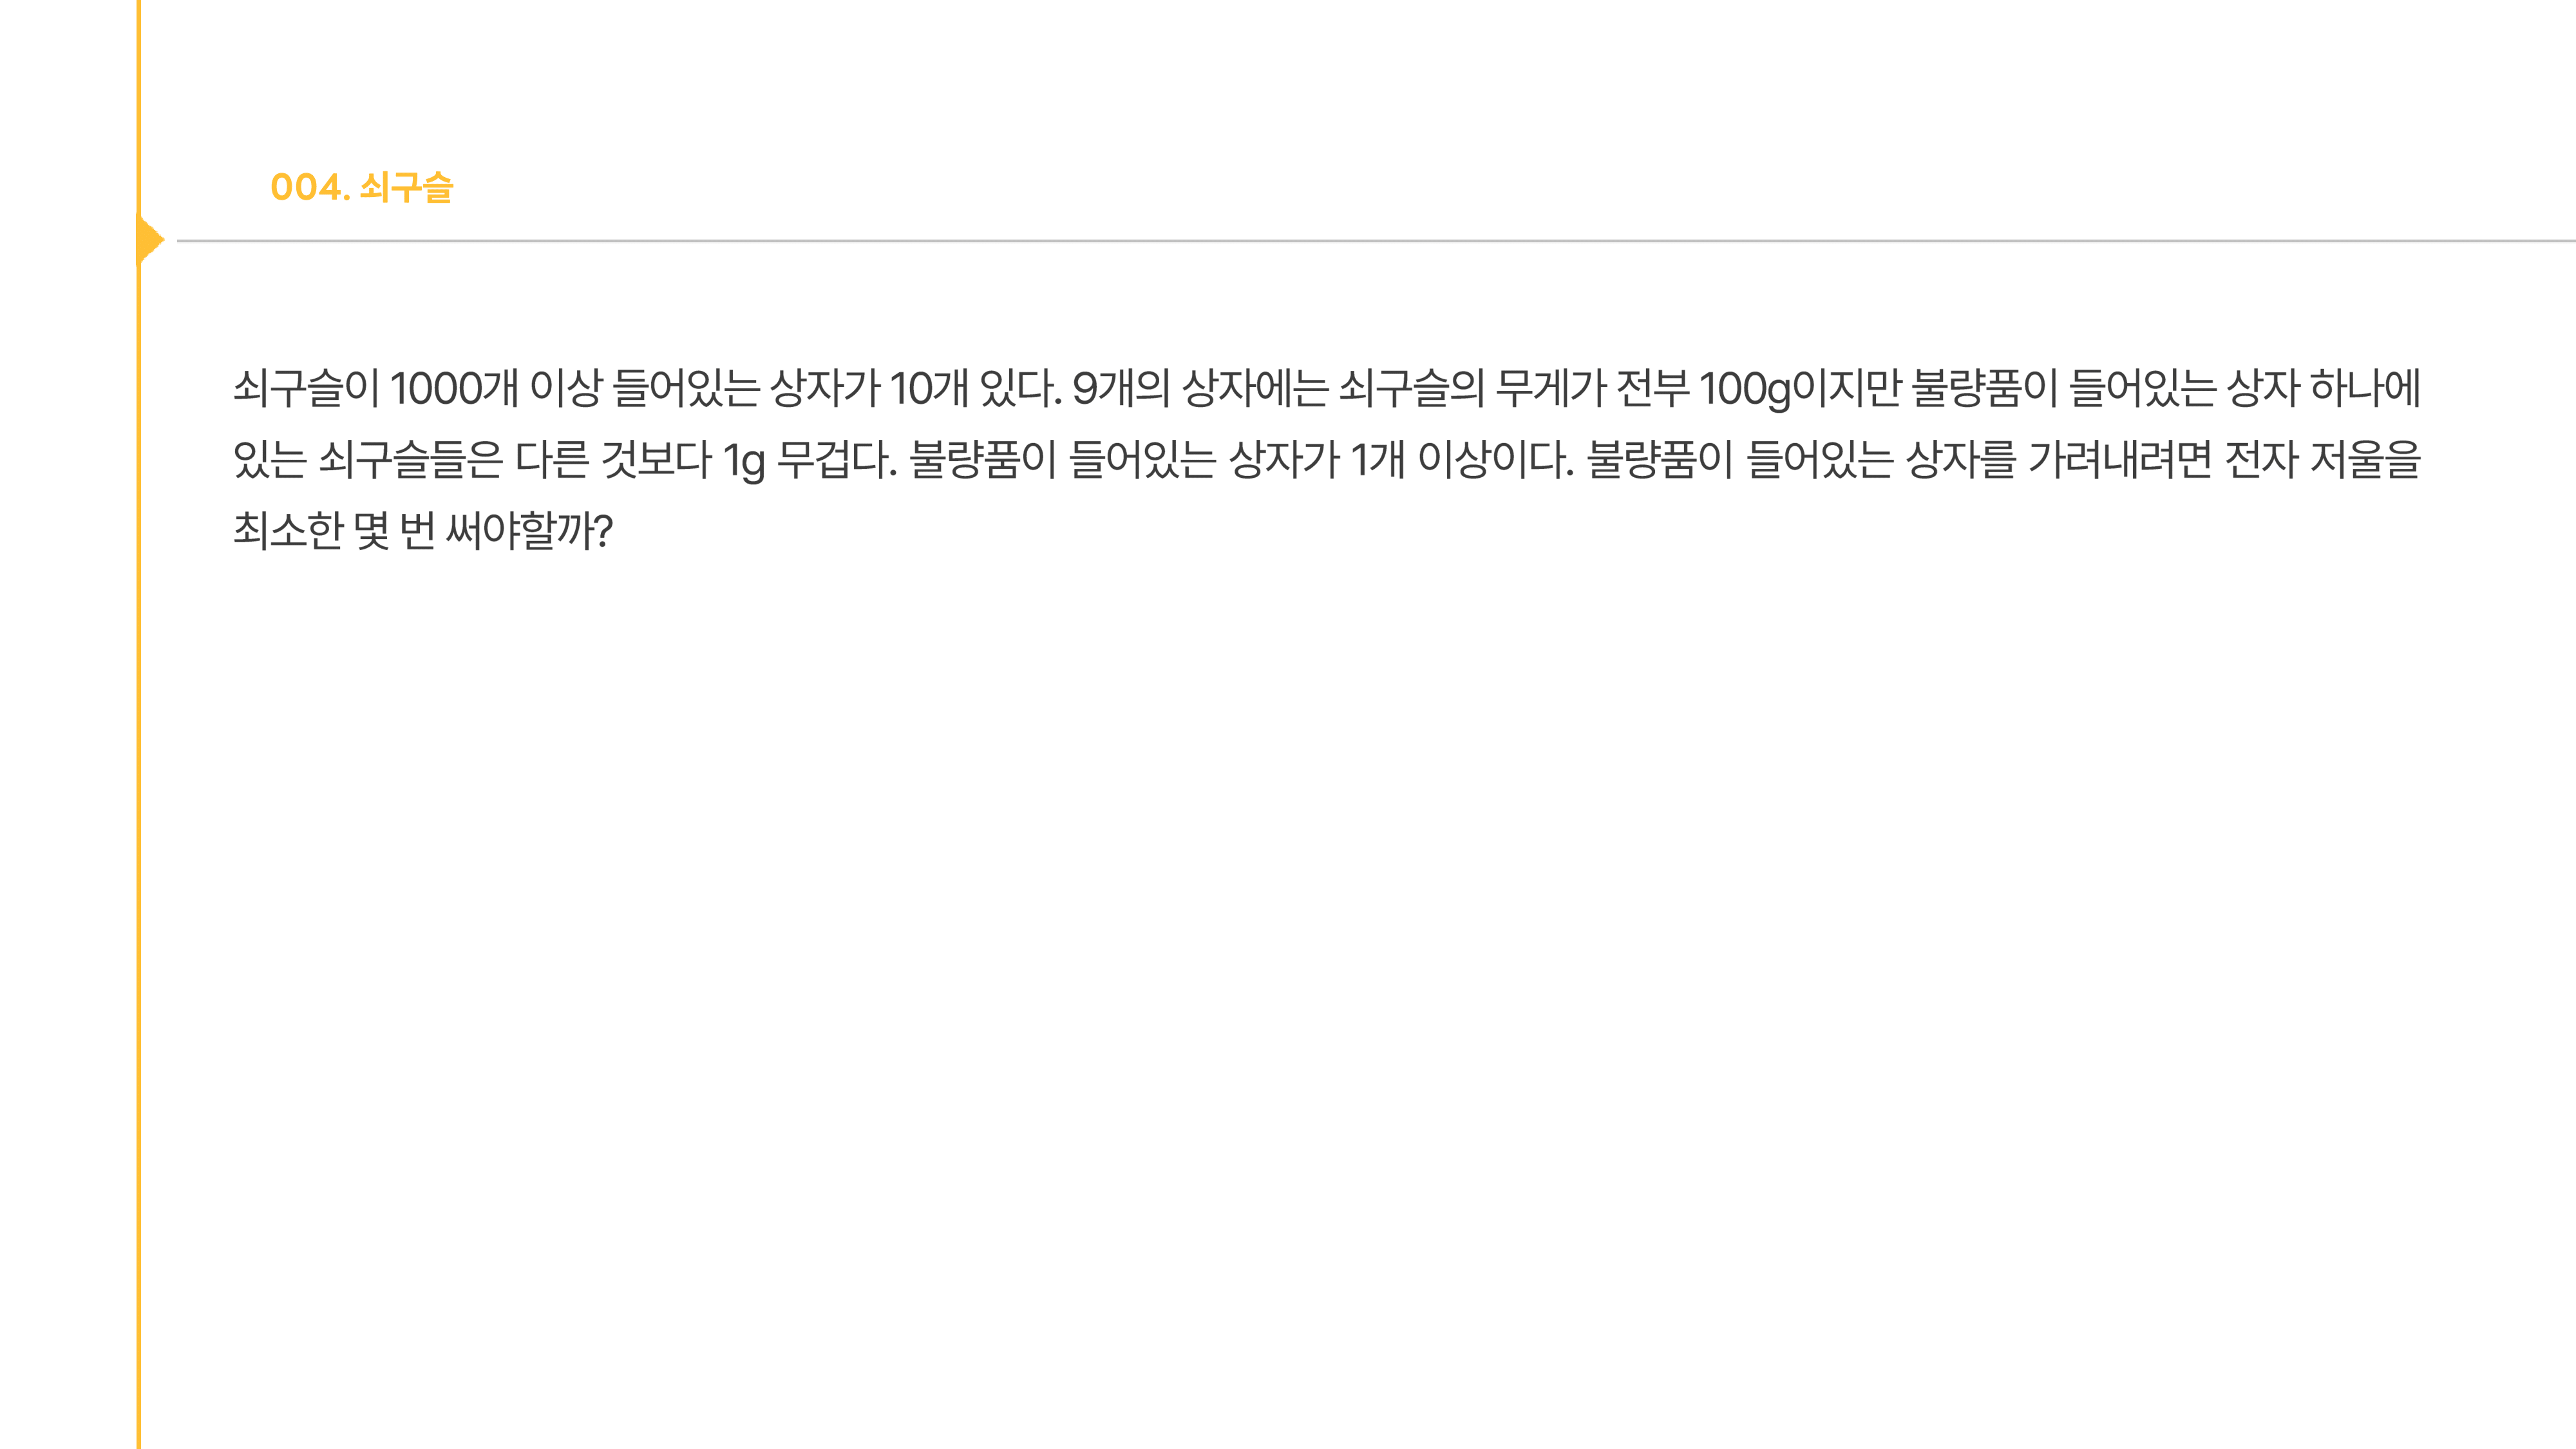 004. 쇠구슬
쇠구슬이 1000개 이상 들어있는 상자가 10개 있다. 9개의 상자에는 쇠구슬의 무게가 전부 100g이지만 불량품이 들어있는 상자 하나에
있는 쇠구슬들은 다른 것보다 1g 무겁다. 불량품이 들어있는 상자가 1개 이상이다. 불량품이 들어있는 상자를 가려내려면 전자 저울을
최소한 몇 번 써야할까?